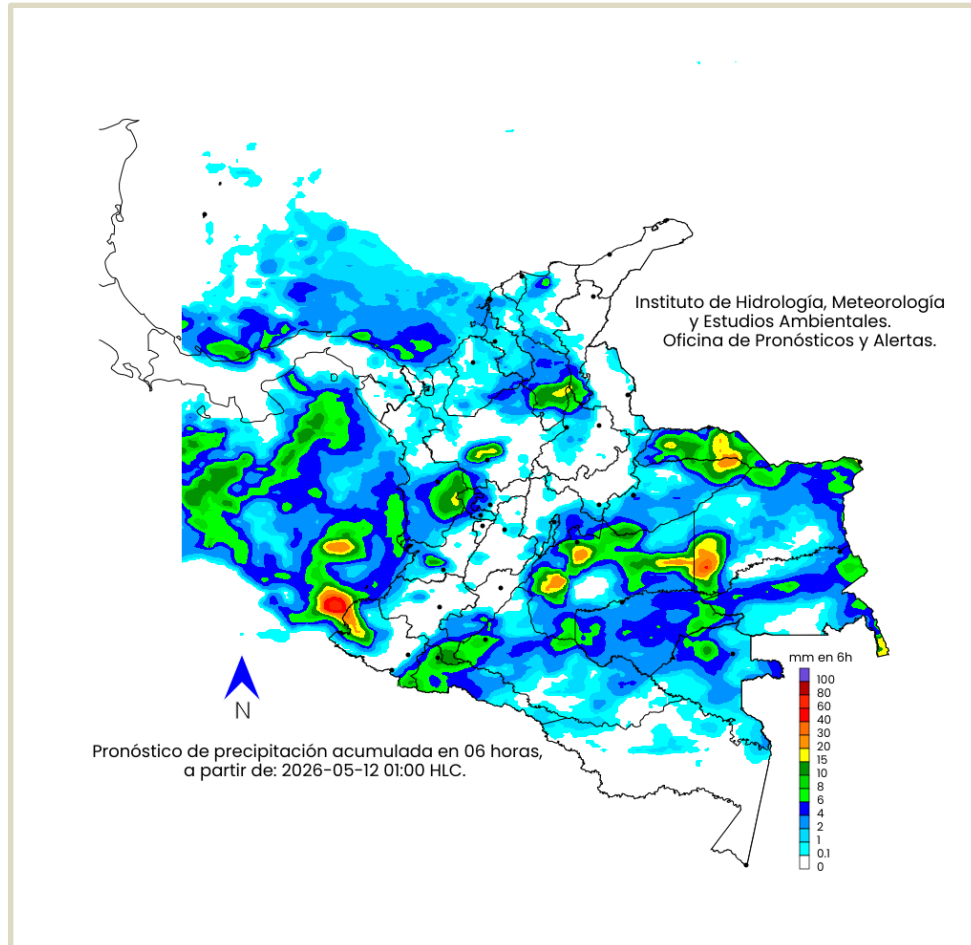 Instituto de Hidrología, Meteorología
y Estudios Ambientales.
Oficina de Pronósticos y Alertas.
mm en 6h
100
80
60
40
30
20
15
10
8
6
4
2
1
0.1
0
N
Pronóstico de precipitación acumulada en 06 horas,
a partir de: 2026-05-12 01:00 HLC.